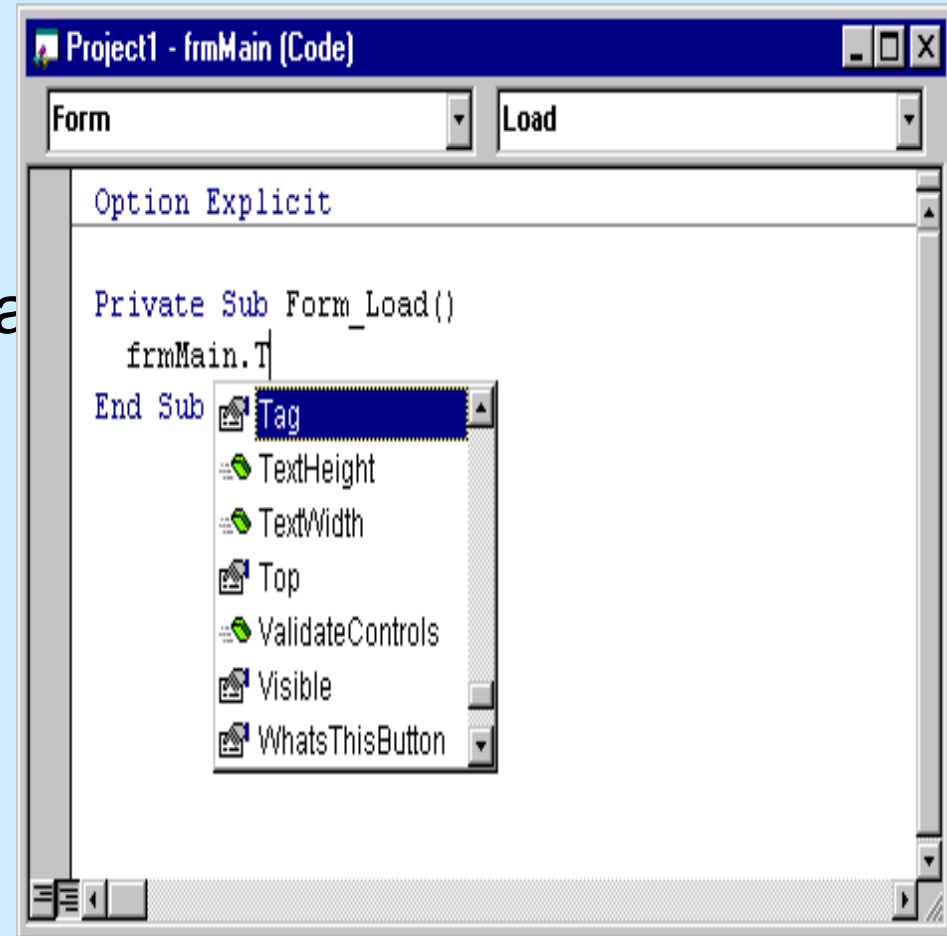 Project1 - frmMain (Code)
Form
Load
Option Explicit
a
Private Sub Form_Load()
frmMain.T
End Sub
Tag
TextHeight
TextWidth
Top
ValidateControls
Visible
WhatsThisButton